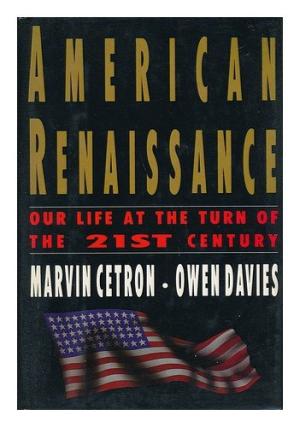 AMERICAN
RENAISSANCE
OUR LIFE AT THE TURN OF
THE 21ST CENTURY
MARVIN CETRON • OWEN DAVIES